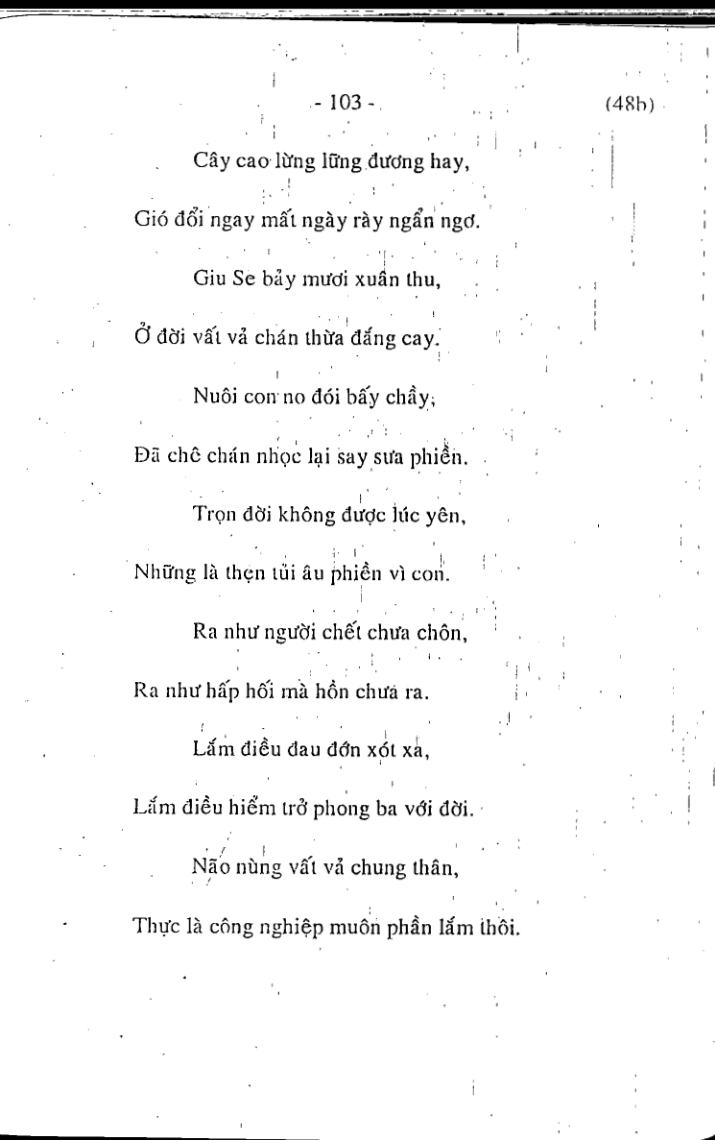 - 103 - (48b)
Cây cao lừng lững đương hay,
Gió đổi ngay mất ngày rày ngẩn ngơ.
Giu Se bảy mươi xuân thu,
Ở đời vất vả chán thừa đắng cay.
Nuôi con no đói bấy chầy,
Đã chê chán nhọc lại say sưa phiền.
Trọn đời không được lúc yên,
Những là thẹn tủi âu phiền vì con.
Ra như người chết chưa chôn,
Ra như hấp hối mà hồn chưa ra.
Lắm điều đau đớn xót xa,
Lắm điều hiểm trở phong ba với đời.
Não nùng vất vả chung thân,
Thực là công nghiệp muôn phần lắm thôi.